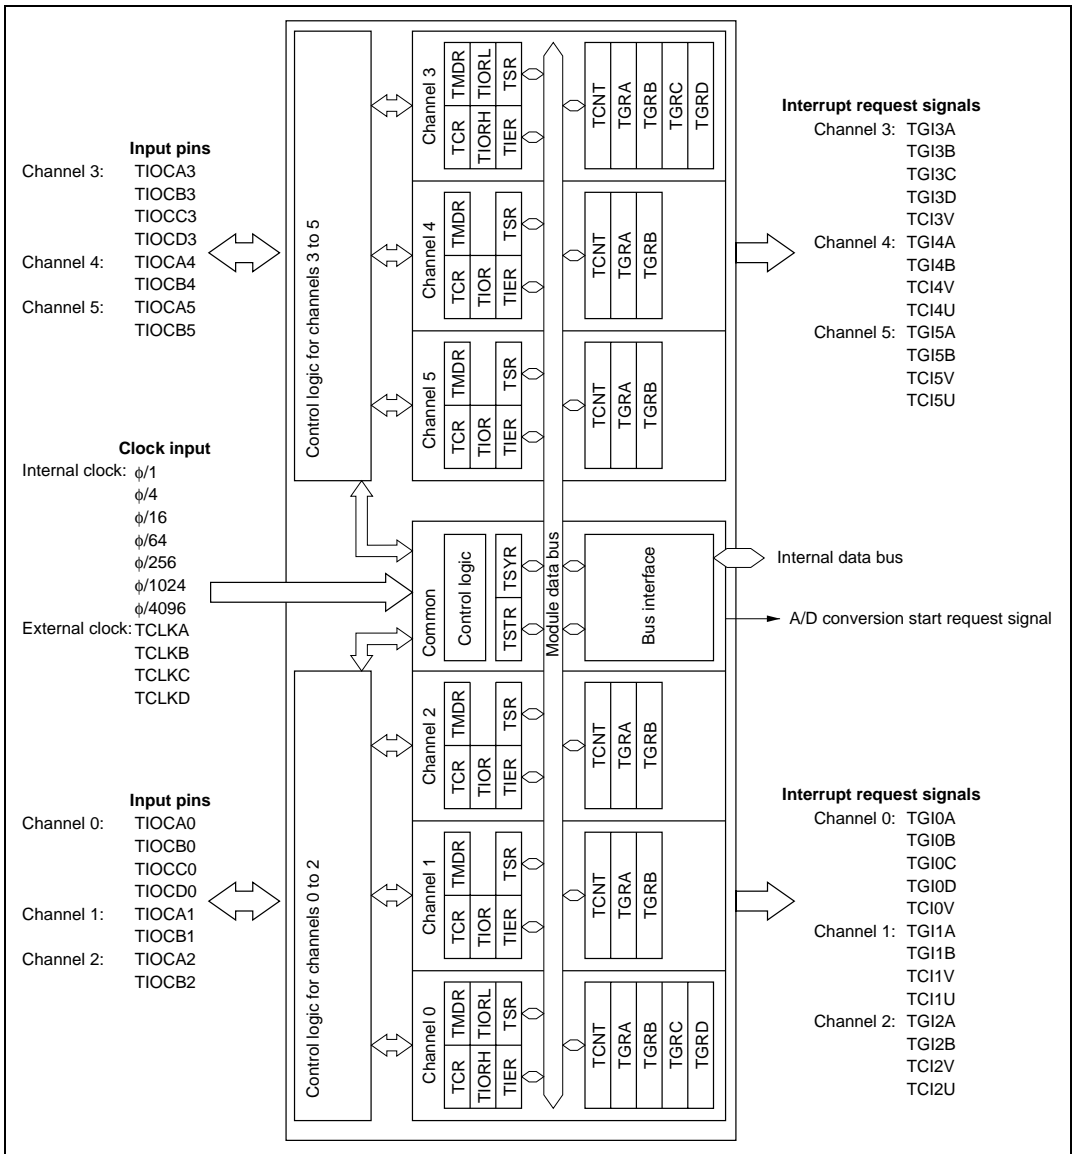 Input pins
Channel 3: TIOCA3
TIOCB3
TIOCC3
TIOCD3
Channel 4: TIOCA4
TIOCB4
Channel 5: TIOCA5
TIOCB5
Clock input
Internal clock: ϕ/1
ϕ/4
ϕ/16
ϕ/64
ϕ/256
ϕ/1024
ϕ/4096
External clock: TCLKA
TCLKB
TCLKC
TCLKD
Input pins
Channel 0: TIOCA0
TIOCB0
TIOCC0
TIOCD0
Channel 1: TIOCA1
TIOCB1
Channel 2: TIOCA2
TIOCB2
Control logic for channels 3 to 5
Control logic for channels 0 to 2
Channel 3
TCR TMDR
TIORH TIORL
TIER TSR
TCNT
TGRA
TGRB
TGRC
TGRD
Channel 4
TCR TMDR
TIOR
TIER TSR
TCNT
TGRA
TGRB
Channel 5
TCR TMDR
TIOR
TIER TSR
TCNT
TGRA
TGRB
Common
Control logic
TSTR TSYR
Module data bus
Bus interface
Channel 2
TCR TMDR
TIOR
TIER TSR
TCNT
TGRA
TGRB
Channel 1
TCR TMDR
TIOR
TIER TSR
TCNT
TGRA
TGRB
Channel 0
TCR TMDR
TIORH TIORL
TIER TSR
TCNT
TGRA
TGRB
TGRC
TGRD
Interrupt request signals
Channel 3: TGI3A
TGI3B
TGI3C
TGI3D
TCI3V
Channel 4: TGI4A
TGI4B
TCI4V
TCI4U
Channel 5: TGI5A
TGI5B
TCI5V
TCI5U
Internal data bus
A/D conversion start request signal
Interrupt request signals
Channel 0: TGI0A
TGI0B
TGI0C
TGI0D
TCI0V
Channel 1: TGI1A
TGI1B
TCI1V
TCI1U
Channel 2: TGI2A
TGI2B
TCI2V
TCI2U